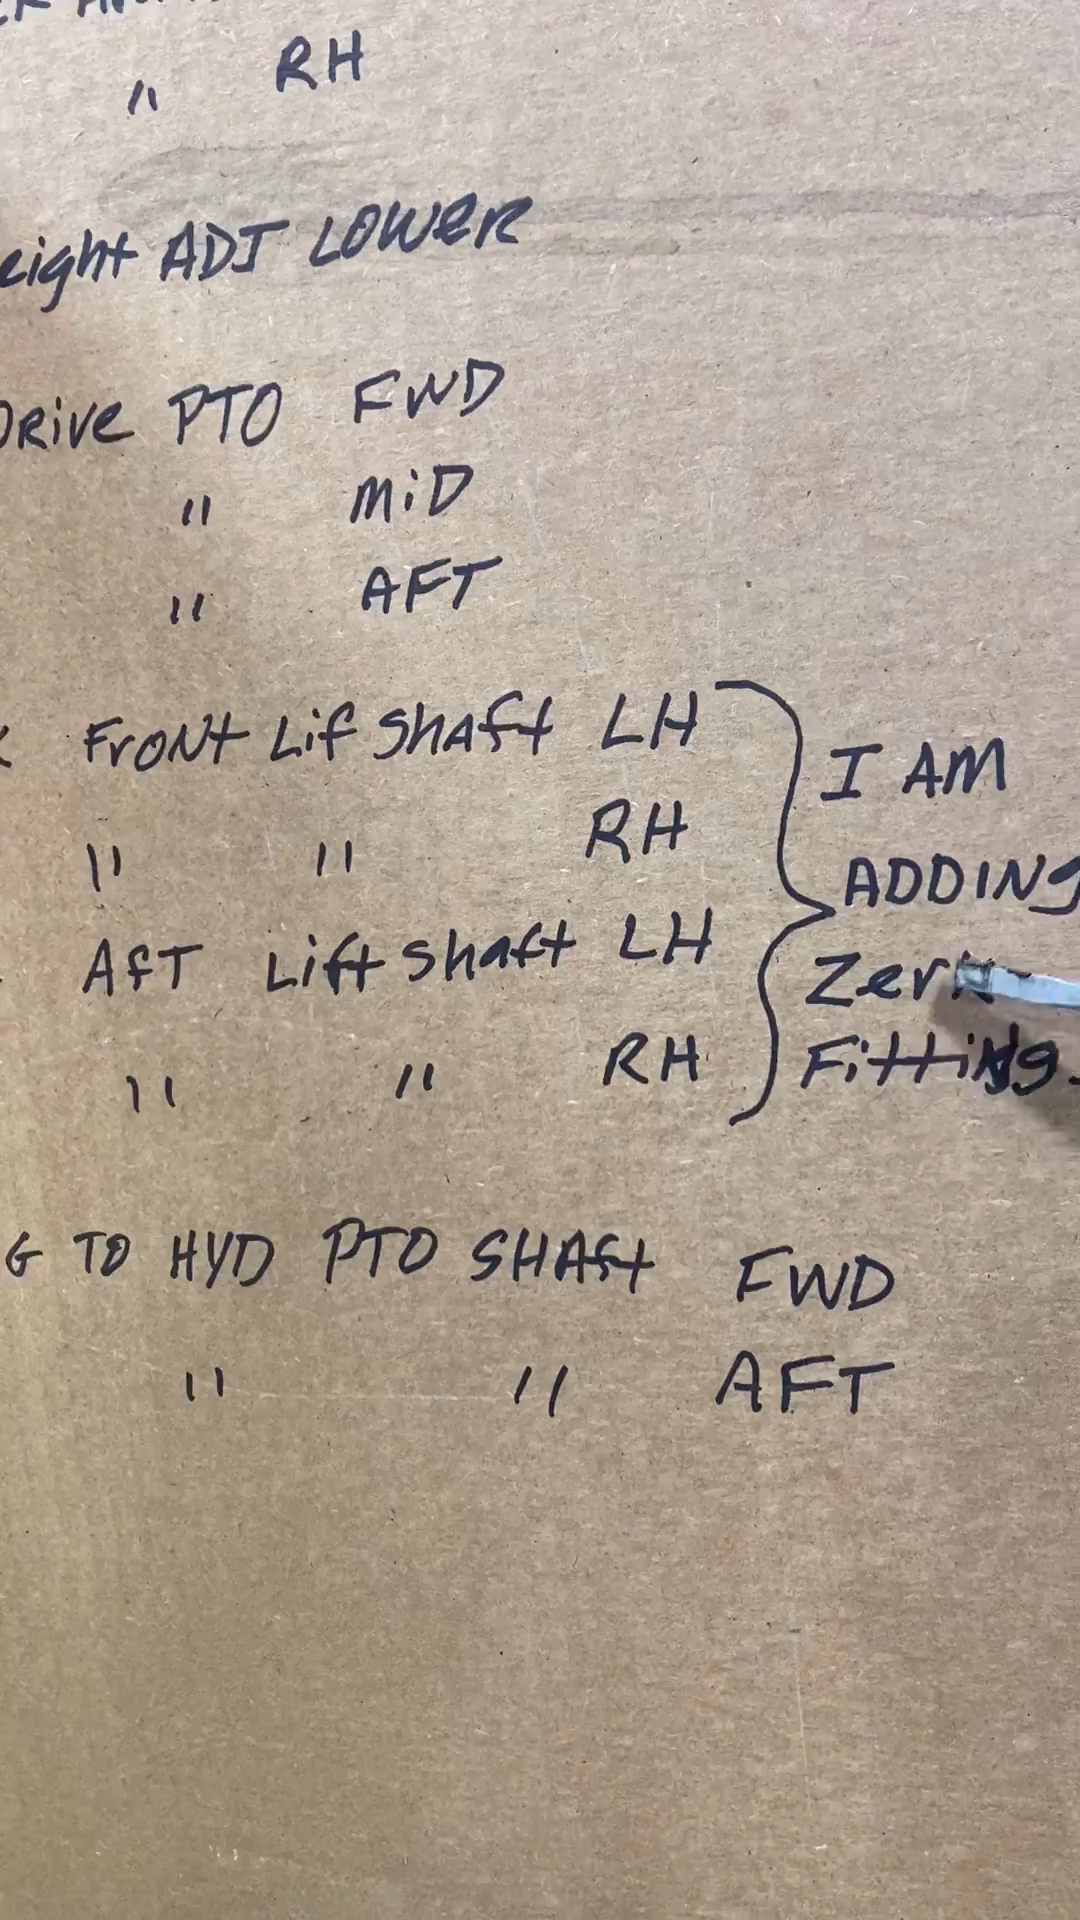 " RH
eight ADJ LOWER
DRive PTO FWD
" MiD
" AFT
FroNt Lif Shaft LH
" " RH
AfT Lift Shaft LH
" " RH
I AM
ADDING
Zerk
Fitting
G TO HYD PTO SHAft FWD
" " AFT